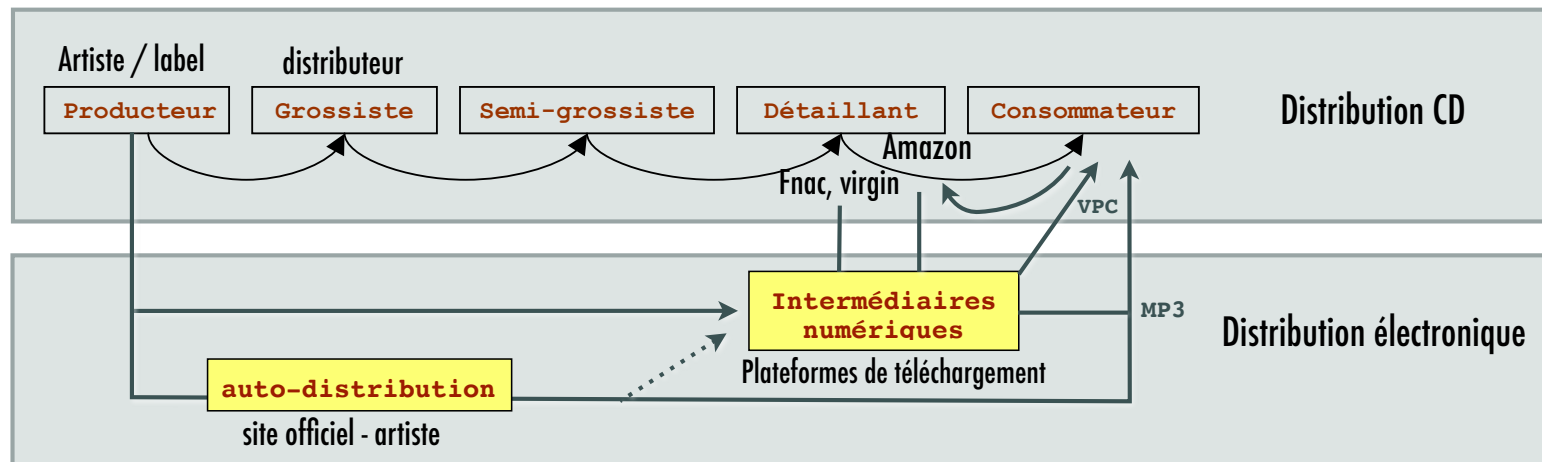 Artiste / label
distributeur
Producteur
Grossiste
Semi-grossiste
Détaillant
Consommateur
Distribution CD
Amazon
Fnac, virgin
VPC
Intermédiaires
numériques
MP3
Distribution électronique
Plateformes de téléchargement
auto-distribution
site officiel - artiste